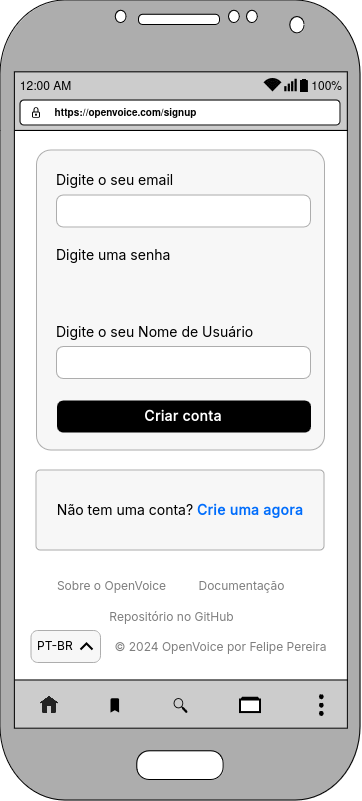 12:00 AM 100%
https://openvoice.com/signup
Digite o seu email
Digite uma senha
Digite o seu Nome de Usuário
Criar conta
Não tem uma conta? Crie uma agora
Sobre o OpenVoice Documentação
Repositório no GitHub
PT-BR © 2024 OpenVoice por Felipe Pereira